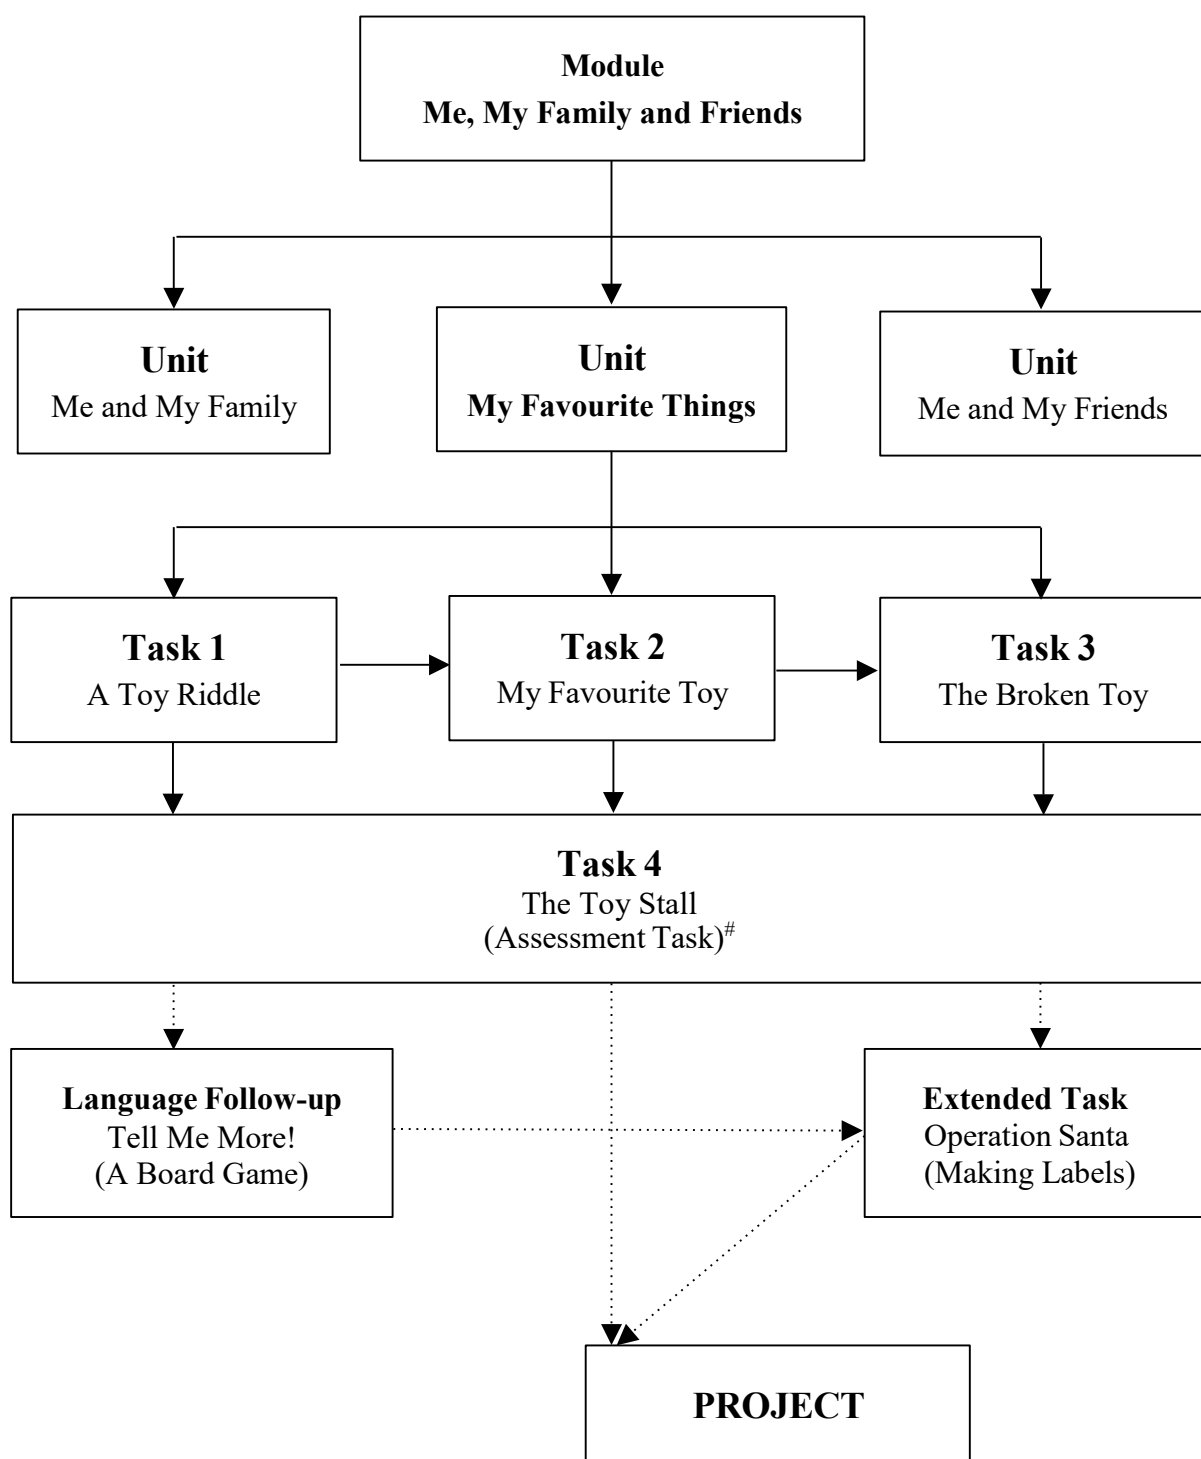 Module
Me, My Family and Friends
Unit
Me and My Family
Unit
My Favourite Things
Unit
Me and My Friends
Task 1
A Toy Riddle
Task 2
My Favourite Toy
Task 3
The Broken Toy
Task 4
The Toy Stall
(Assessment Task)#
Language Follow-up
Tell Me More!
(A Board Game)
Extended Task
Operation Santa
(Making Labels)
PROJECT